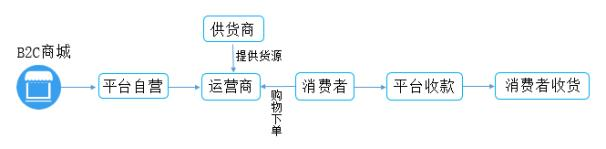 供货商
B2C商城
提供货源
平台自营
运营商
购物下单
消费者
平台收款
消费者收货